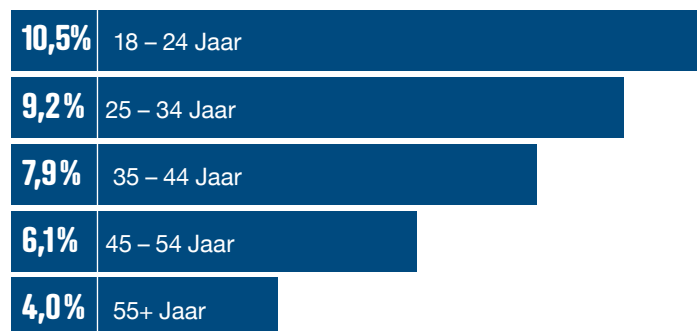 10,5% 18 – 24 Jaar
9,2% 25 – 34 Jaar
7,9% 35 – 44 Jaar
6,1% 45 – 54 Jaar
4,0% 55+ Jaar